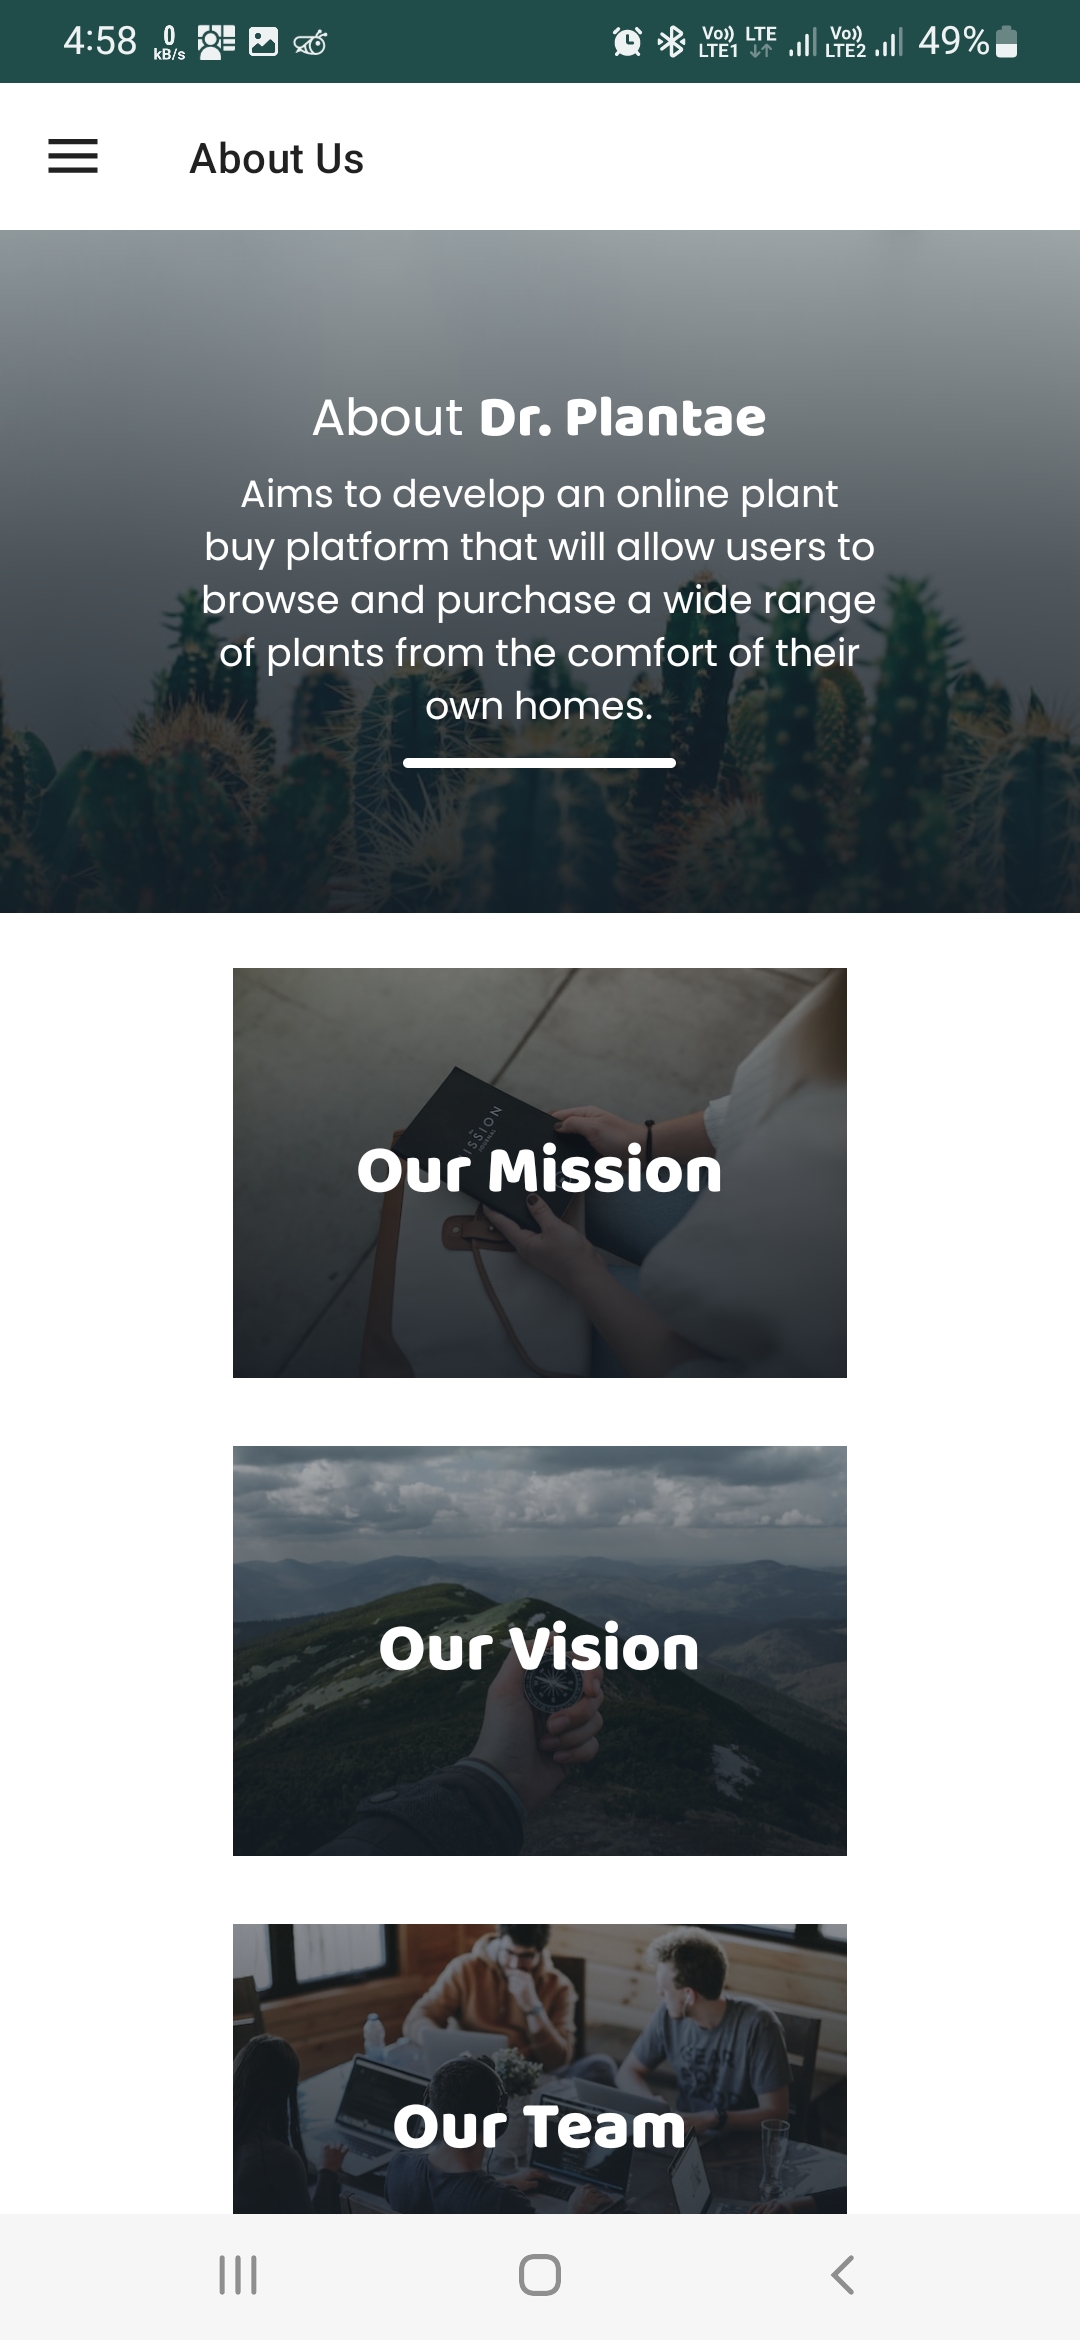 4:58 0 kB/s Vo)) LTE1 LTE Vo)) LTE2 49%
About Us
About Dr. Plantae
Aims to develop an online plant
buy platform that will allow users to
browse and purchase a wide range
of plants from the comfort of their
own homes.
ISSION
JOURNAL
Our Mission
Our Vision
Our Team